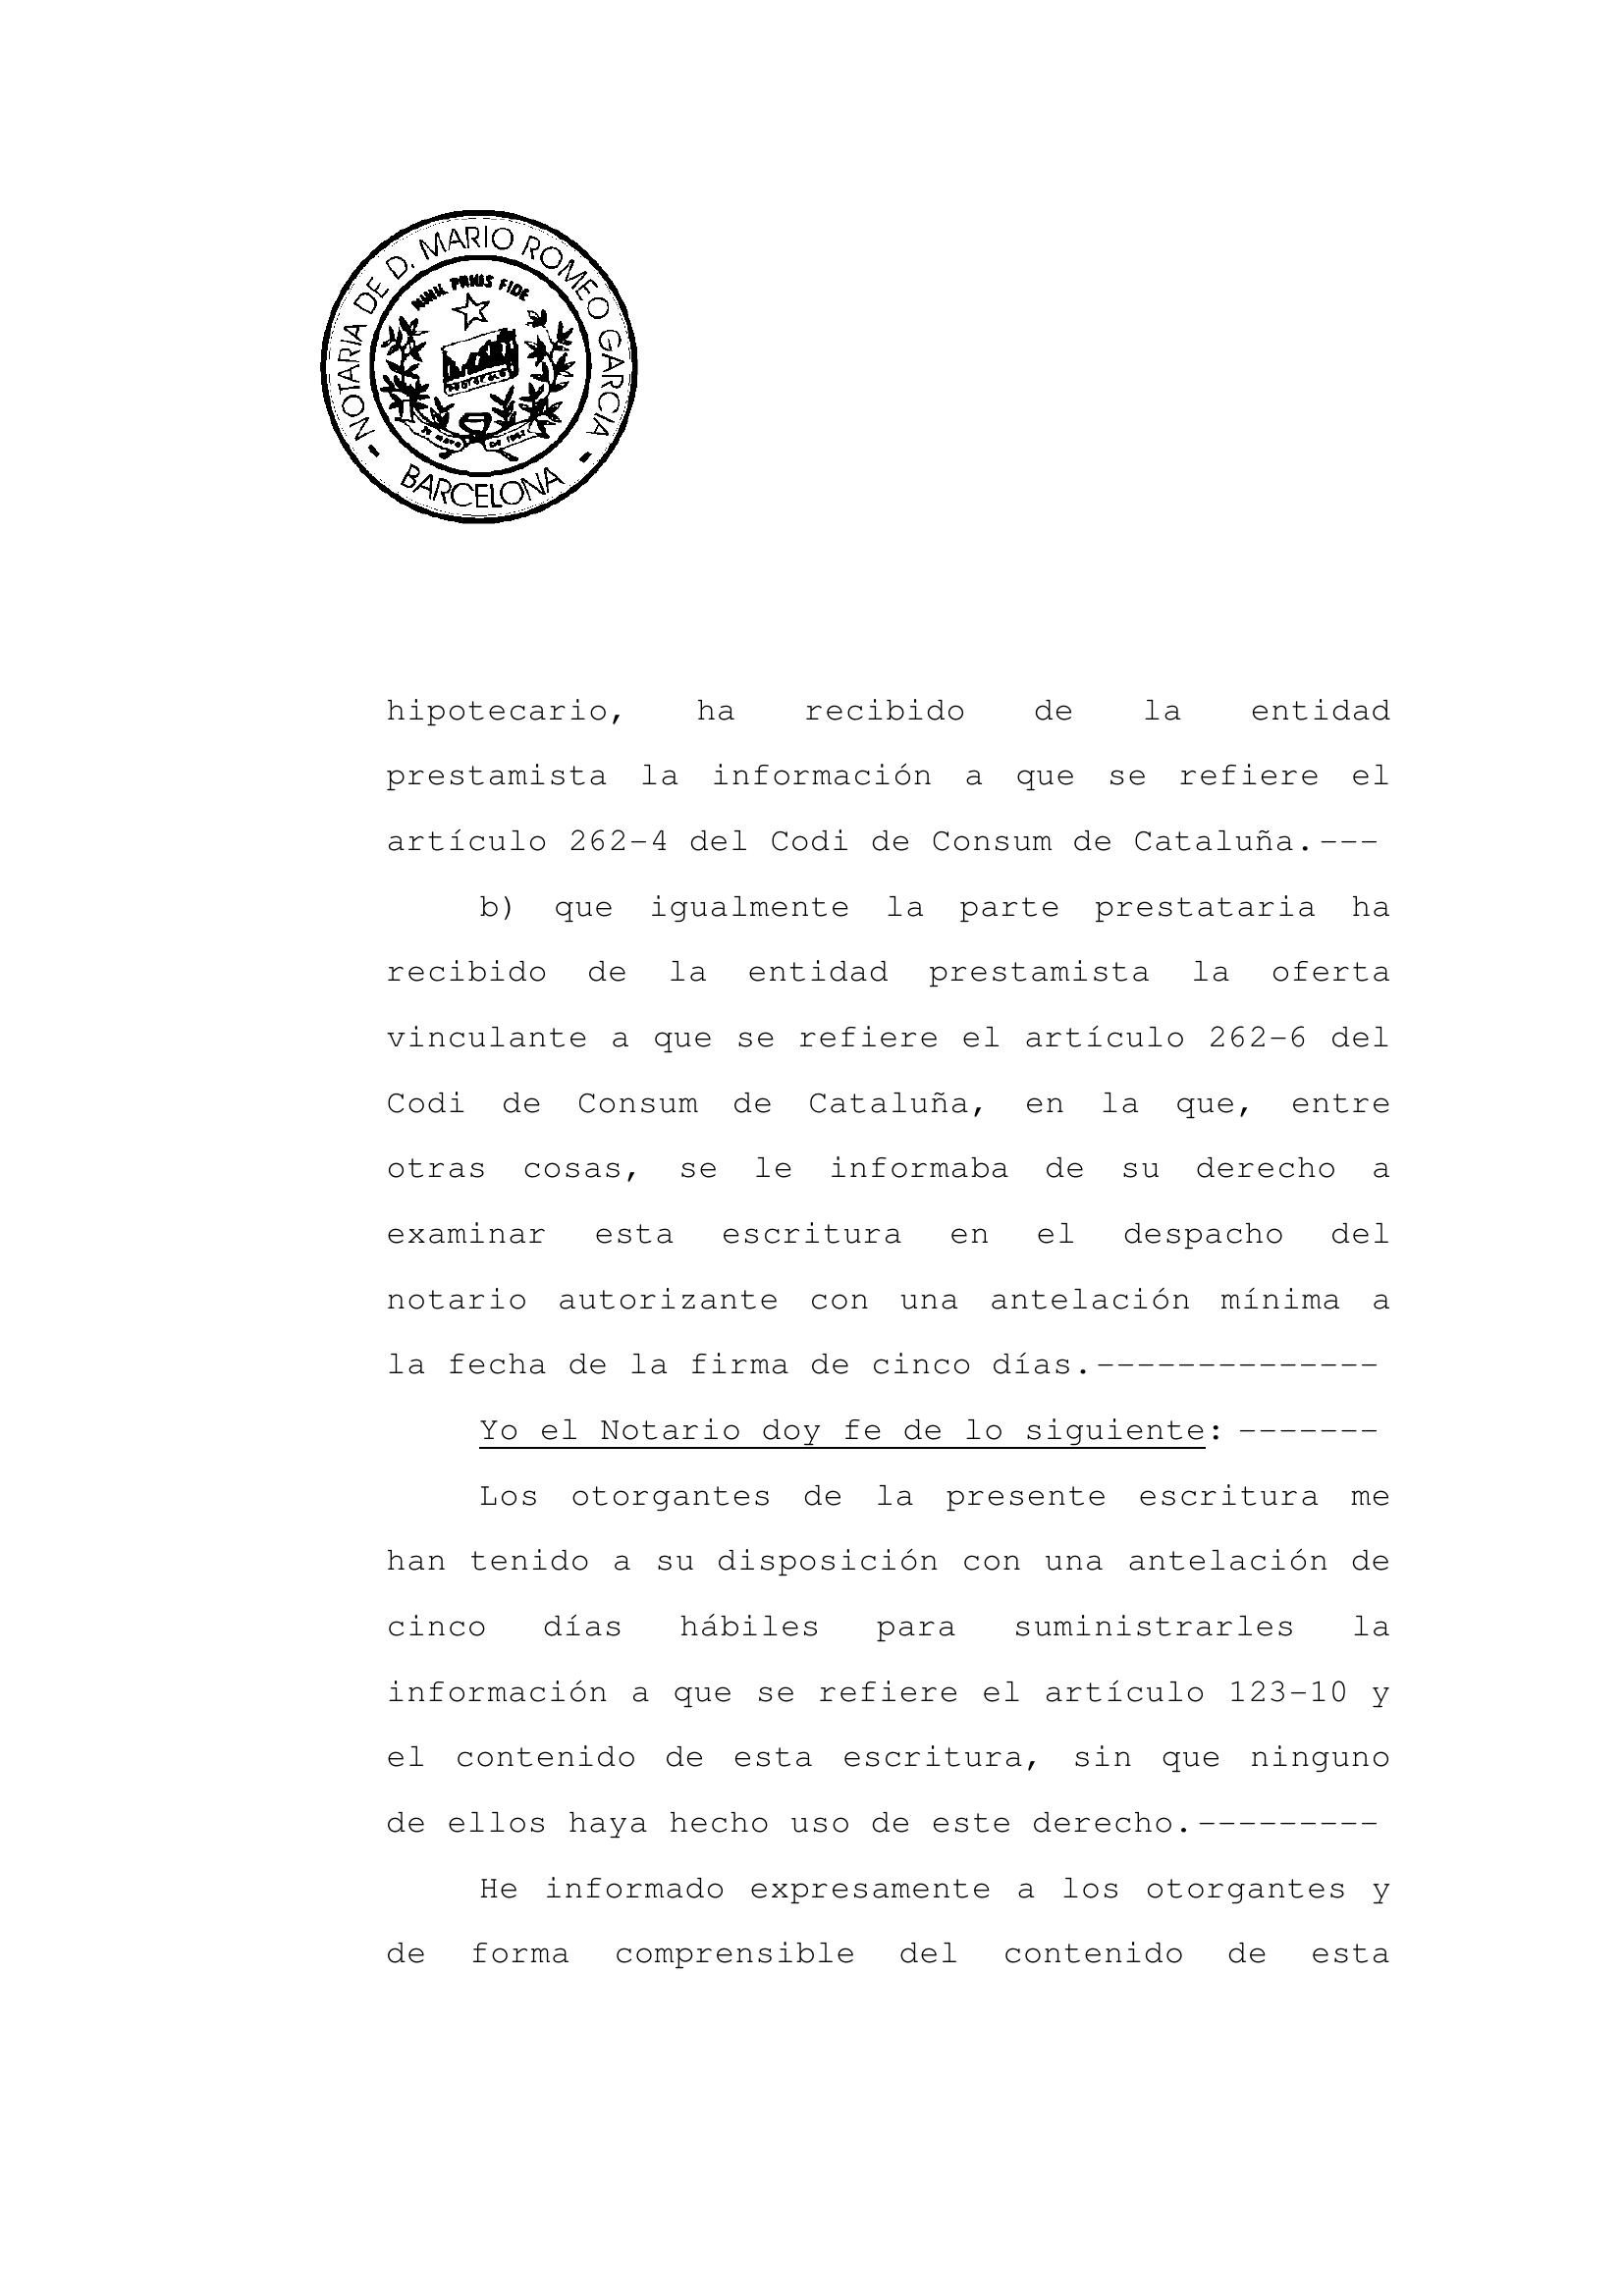 NOTARIA DE D. MARIO ROMEO GARCIA
BARCELONA
FIDE
hipotecario, ha recibido de la entidad
prestamista la información a que se refiere el
artículo 262-4 del Codi de Consum de Cataluña.---
b) que igualmente la parte prestataria ha
recibido de la entidad prestamista la oferta
vinculante a que se refiere el artículo 262-6 del
Codi de Consum de Cataluña, en la que, entre
otras cosas, se le informaba de su derecho a
examinar esta escritura en el despacho del
notario autorizante con una antelación mínima a
la fecha de la firma de cinco días.--------------
Yo el Notario doy fe de lo siguiente: -------
Los otorgantes de la presente escritura me
han tenido a su disposición con una antelación de
cinco días hábiles para suministrarles la
información a que se refiere el artículo 123-10 y
el contenido de esta escritura, sin que ninguno
de ellos haya hecho uso de este derecho.---------
He informado expresamente a los otorgantes y
de forma comprensible del contenido de esta